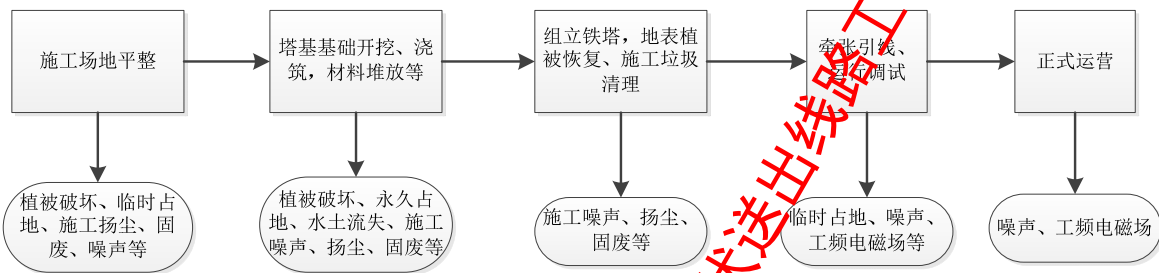 施工场地平整
塔基基础开挖、浇
筑，材料堆放等
组立铁塔，地表植
被恢复、施工垃圾
清理
牵张引线、
运行调试
正式运营
植被破坏、临时占
地、施工扬尘、固
废、噪声等
植被破坏、永久占
地、水土流失、施工
噪声、扬尘、固废等
施工噪声、扬尘、
固废等
临时占地、噪声、
工频电磁场等
噪声、工频电磁场
送出线路工